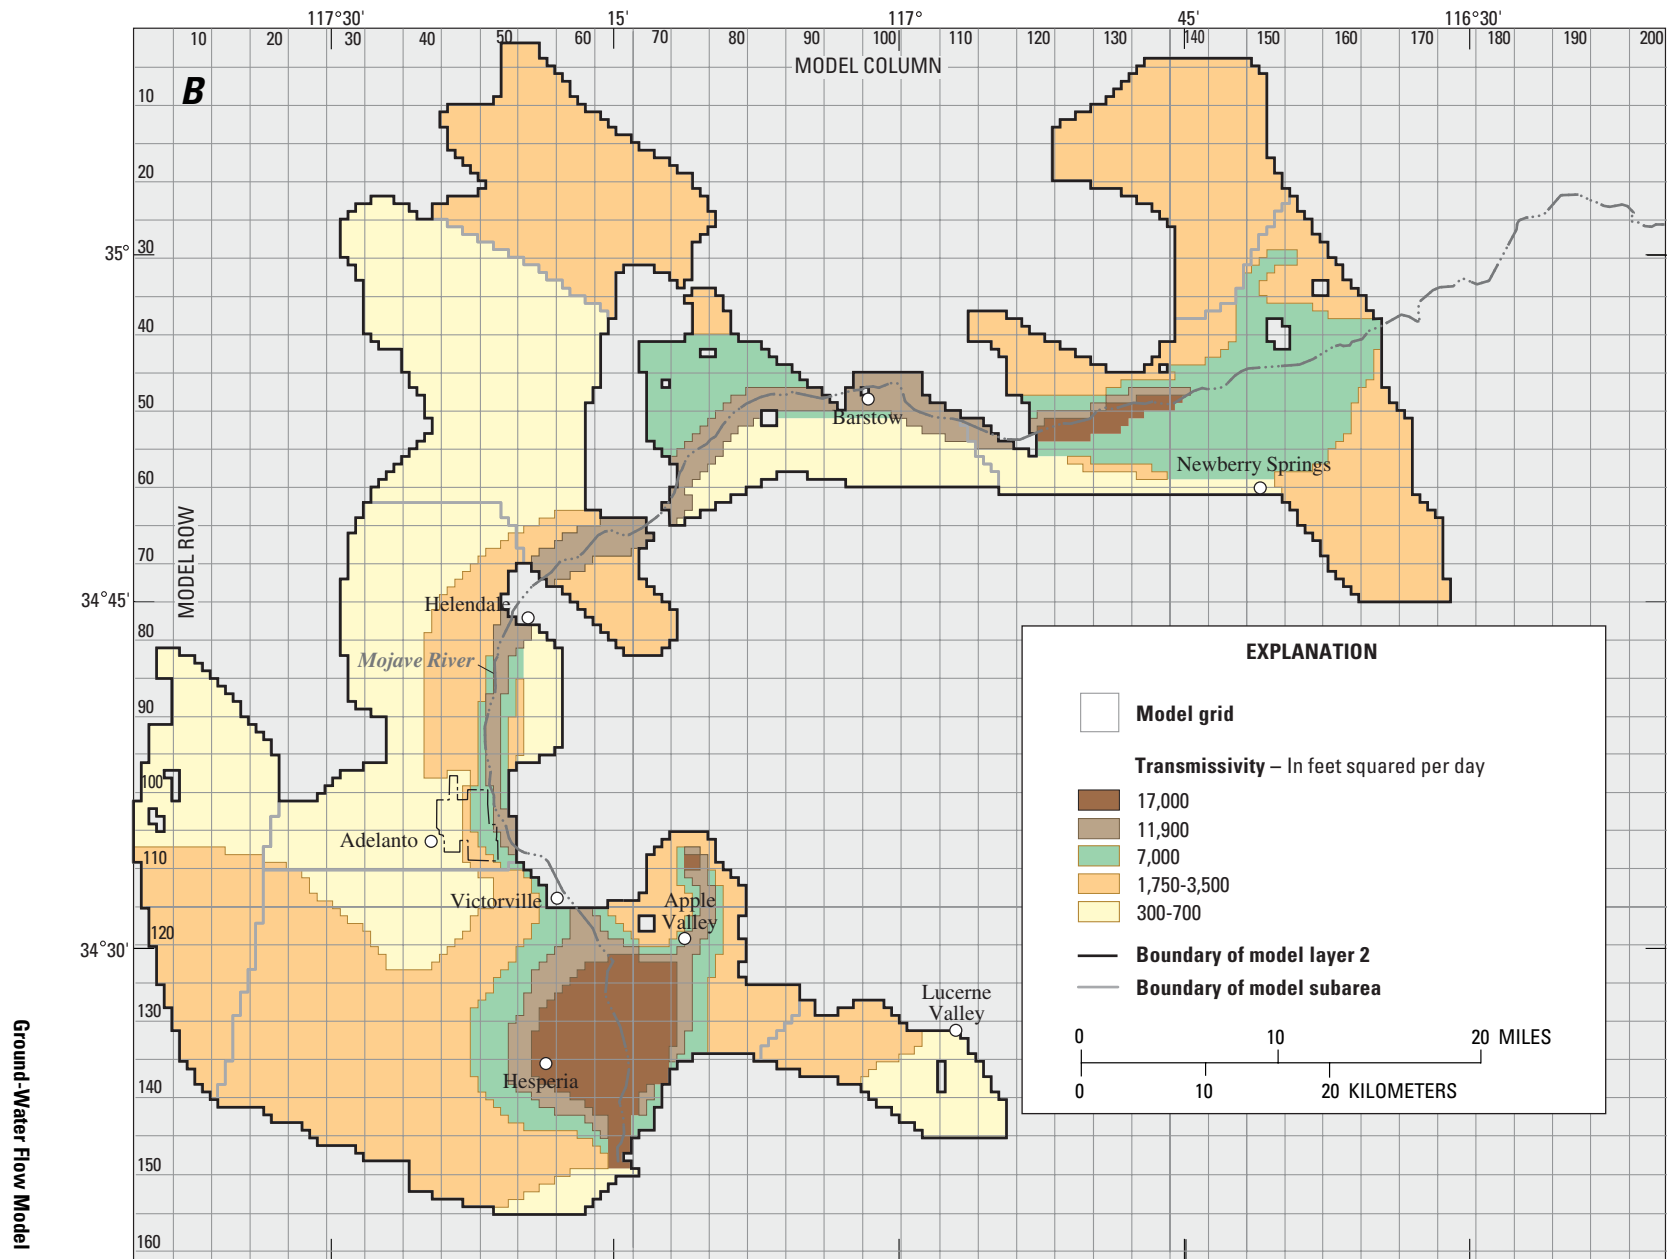 117°30'
15'
117°
45'
116°30'
10 20 30 40 50 60 70 80 90 100 110 120 130 140 150 160 170 180 190 200
MODEL COLUMN
B
10
20
35°
30
40
50
Barstow
Newberry Springs
60
MODEL ROW
70
34°45'
Helendale
80
Mojave River
90
100
Adelanto
110
Victorville
Apple
Valley
120
34°30'
130
Lucerne
Valley
Hesperia
140
150
160
EXPLANATION
Model grid
Transmissivity – In feet squared per day
17,000
11,900
7,000
1,750-3,500
300-700
Boundary of model layer 2
Boundary of model subarea
0 10 20 MILES
0 10 20 KILOMETERS
Ground-Water Flow Model